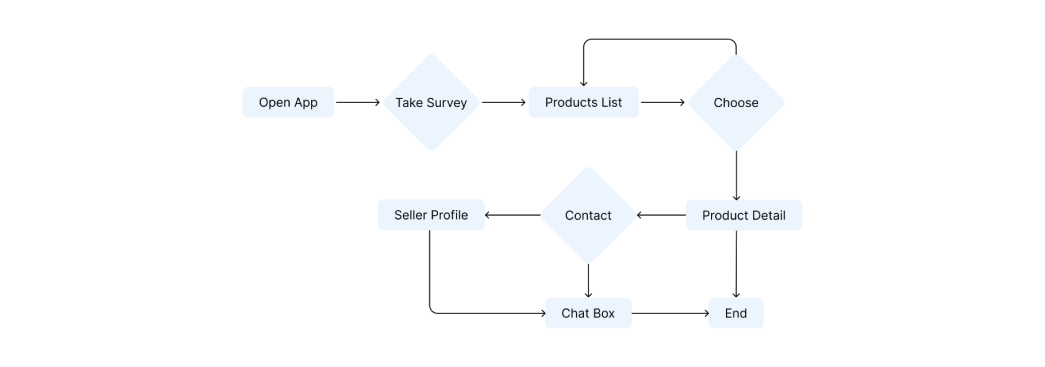 Open App
Take Survey
Products List
Choose
Seller Profile
Contact
Product Detail
Chat Box
End